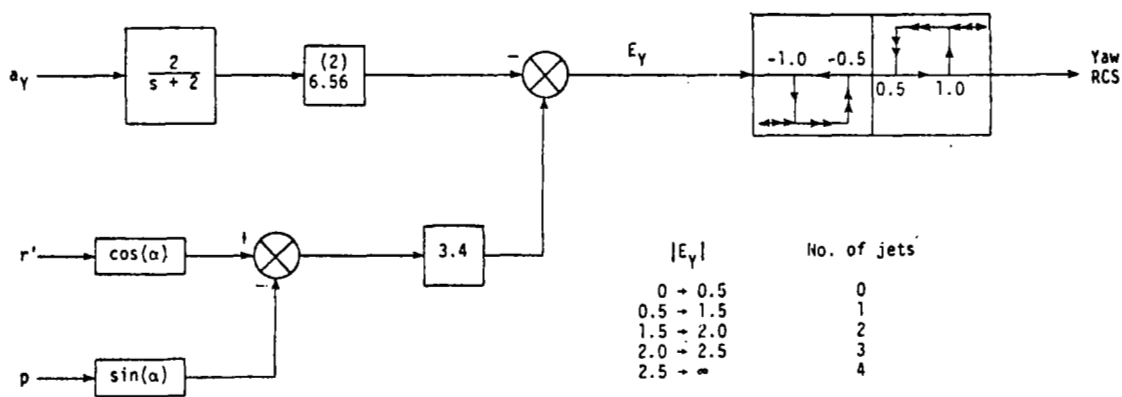 a_y
2
s + 2
(2)
6.56
−
E_Y
-1.0
-0.5
0.5
1.0
Yaw
RCS
r'
cos(α)
+
−
3.4
p
sin(α)
|E_Y|
No. of jets
0 → 0.5
0
0.5 → 1.5
1
1.5 → 2.0
2
2.0 → 2.5
3
2.5 → ∞
4